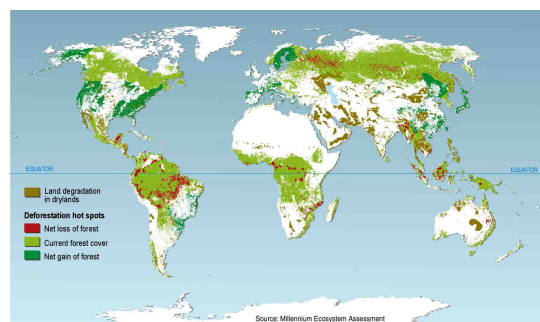 EQUATOR
EQUATOR
Land degradation
in drylands
Deforestation hot spots
Net loss of forest
Current forest cover
Net gain of forest
Source: Millennium Ecosystem Assessment